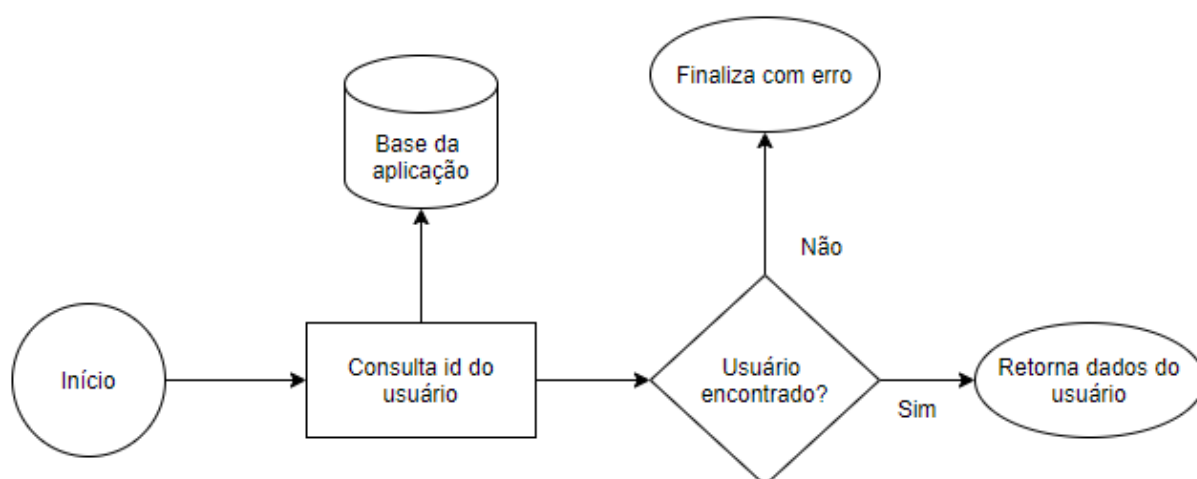 Finaliza com erro
Base da
aplicação
Não
Início
Consulta id do
usuário
Usuário
encontrado?
Sim
Retorna dados do
usuário